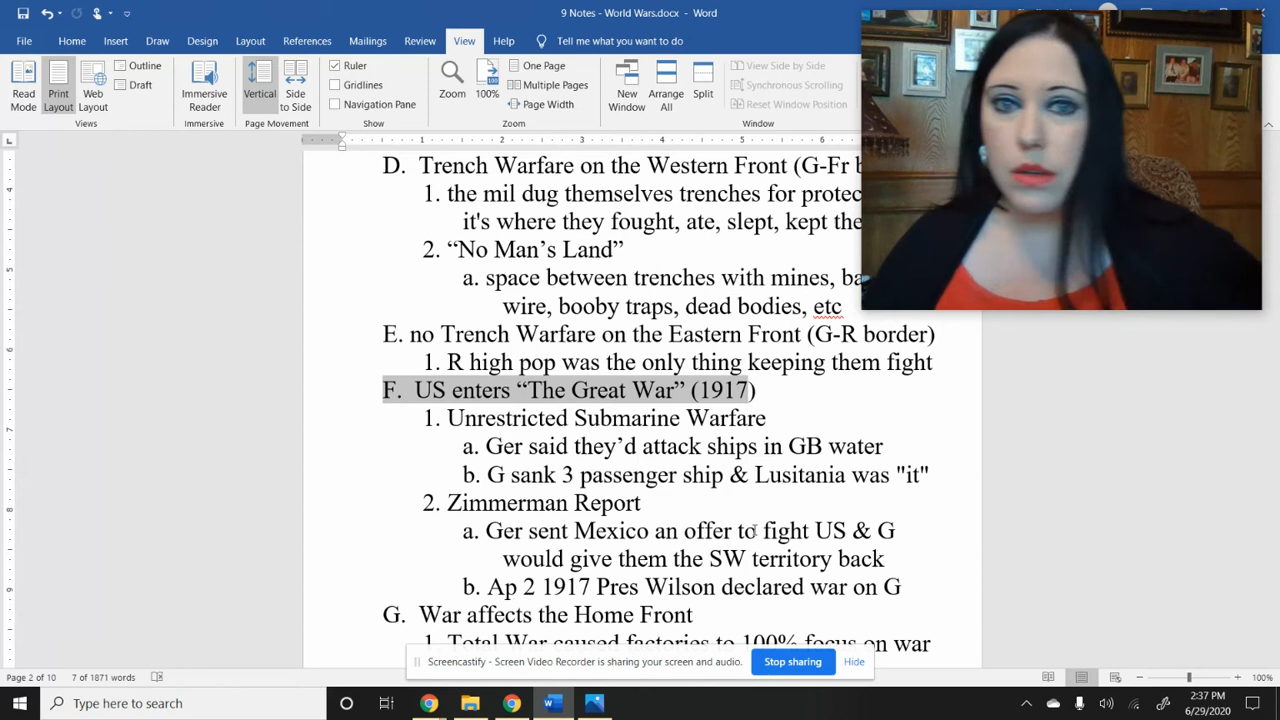 9 Notes - World Wars.docx - Word
File Home Insert Draw Design Layout References Mailings Review View Help Tell me what you want to do
Read Mode
Print Layout
Web Layout
Outline
Draft
Views
Immersive Reader
Immersive
Vertical
Side to Side
Page Movement
Ruler
Gridlines
Navigation Pane
Show
Zoom
100%
One Page
Multiple Pages
Page Width
Zoom
New Window
Arrange All
Split
View Side by Side
Synchronous Scrolling
Reset Window Position
Window
D. Trench Warfare on the Western Front (G-Fr
1. the mil dug themselves trenches for
it's where they fought, ate, slept, kept
2. “No Man’s Land”
a. space between trenches with mines,
wire, booby traps, dead bodies, etc
E. no Trench Warfare on the Eastern Front (G-R border)
1. R high pop was the only thing keeping them fight
F. US enters “The Great War” (1917)
1. Unrestricted Submarine Warfare
a. Ger said they’d attack ships in GB water
b. G sank 3 passenger ship & Lusitania was "it"
2. Zimmerman Report
a. Ger sent Mexico an offer to fight US & G
would give them the SW territory back
b. Ap 2 1917 Pres Wilson declared war on G
G. War affects the Home Front
1. Total War caused factories to 100% focus on war
Screencastify - Screen Video Recorder is sharing your screen and audio. Stop sharing Hide
Page 2 of 10 7 of 1871 words 100%
Type here to search
2:37 PM
6/29/2020